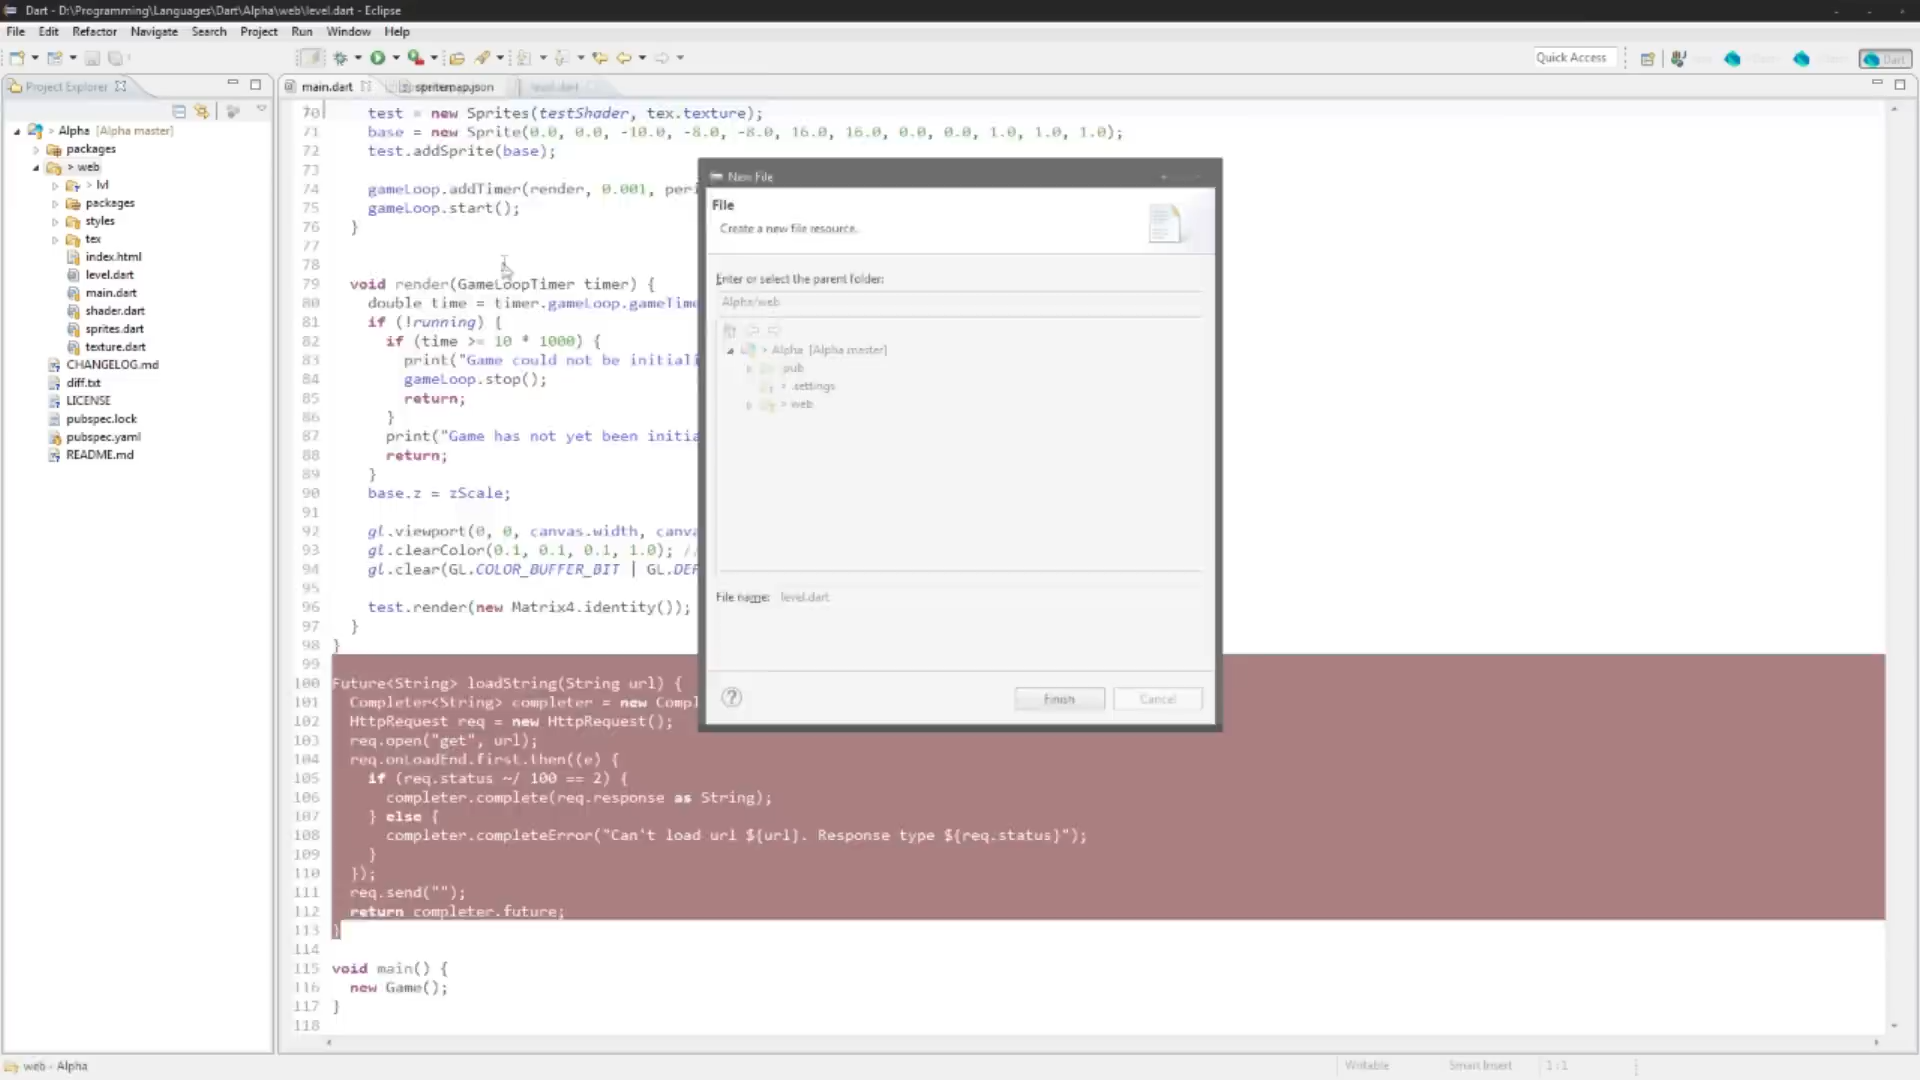 Dart - D:\Programming\Languages\Dart\Alpha\web\level.dart - Eclipse
File Edit Refactor Navigate Search Project Run Window Help
Quick Access
Dart
Project Explorer
main.dart
spritemap.json
level.dart
> Alpha [Alpha master]
packages
> web
> lvl
packages
styles
tex
index.html
level.dart
main.dart
shader.dart
sprites.dart
texture.dart
CHANGELOG.md
diff.txt
LICENSE
pubspec.lock
pubspec.yaml
README.md
70 test = new Sprites(testShader, tex.texture);
71 base = new Sprite(0.0, 0.0, -10.0, -8.0, -8.0, 16.0, 16.0, 0.0, 0.0, 1.0, 1.0, 1.0);
72 test.addSprite(base);
73
74 gameLoop.addTimer(render, 0.001, peri
75 gameLoop.start();
76 }
77
78
79 void render(GameLoopTimer timer) {
80 double time = timer.gameLoop.gameTime
81 if (!running) {
82 if (time >= 10 * 1000) {
83 print("Game could not be initiali
84 gameLoop.stop();
85 return;
86 }
87 print("Game has not yet been initia
88 return;
89 }
90 base.z = zScale;
91
92 gl.viewport(0, 0, canvas.width, canva
93 gl.clearColor(0.1, 0.1, 0.1, 1.0); //
94 gl.clear(GL.COLOR_BUFFER_BIT | GL.DEP
95
96 test.render(new Matrix4.identity());
97 }
98 }
99
100 Future<String> loadString(String url) {
101 Completer<String> completer = new Compl
102 HttpRequest req = new HttpRequest();
103 req.open("get", url);
104 req.onLoadEnd.first.then((e) {
105 if (req.status ~/ 100 == 2) {
106 completer.complete(req.response as String);
107 } else {
108 completer.completeError("Can't load url ${url}. Response type ${req.status}");
109 }
110 });
111 req.send("");
112 return completer.future;
113 }
114
115 void main() {
116 new Game();
117 }
118
New File
File
Create a new file resource.
Enter or select the parent folder:
Alpha/web
> Alpha [Alpha master]
.pub
> .settings
> web
File name: level.dart
Finish
Cancel
web - Alpha
Writable
Smart Insert
1 : 1